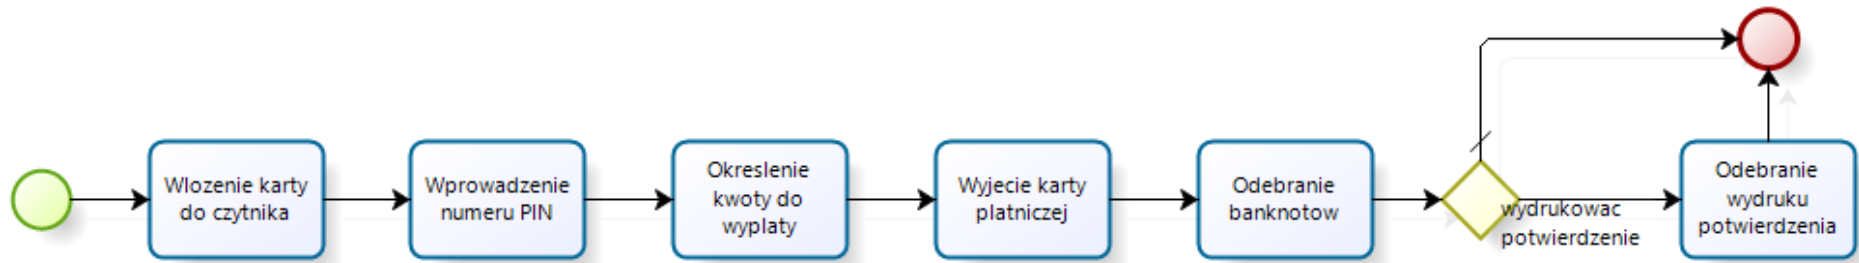 Wlozenie karty
do czytnika
Wprowadzenie
numeru PIN
Okreslenie
kwoty do
wyplaty
Wyjecie karty
platniczej
Odebranie
banknotow
wydrukowac
potwierdzenie
Odebranie
wydruku
potwierdzenia